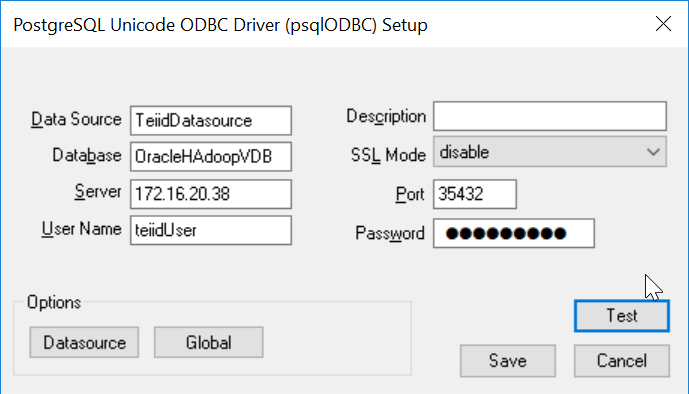 PostgreSQL Unicode ODBC Driver (psqlODBC) Setup
Data Source TeiidDatasource Description
Database OracleHAdoopVDB SSL Mode disable
Server 172.16.20.38 Port 35432
User Name teiidUser Password ●●●●●●●●●
Options
Datasource Global Test
Save Cancel